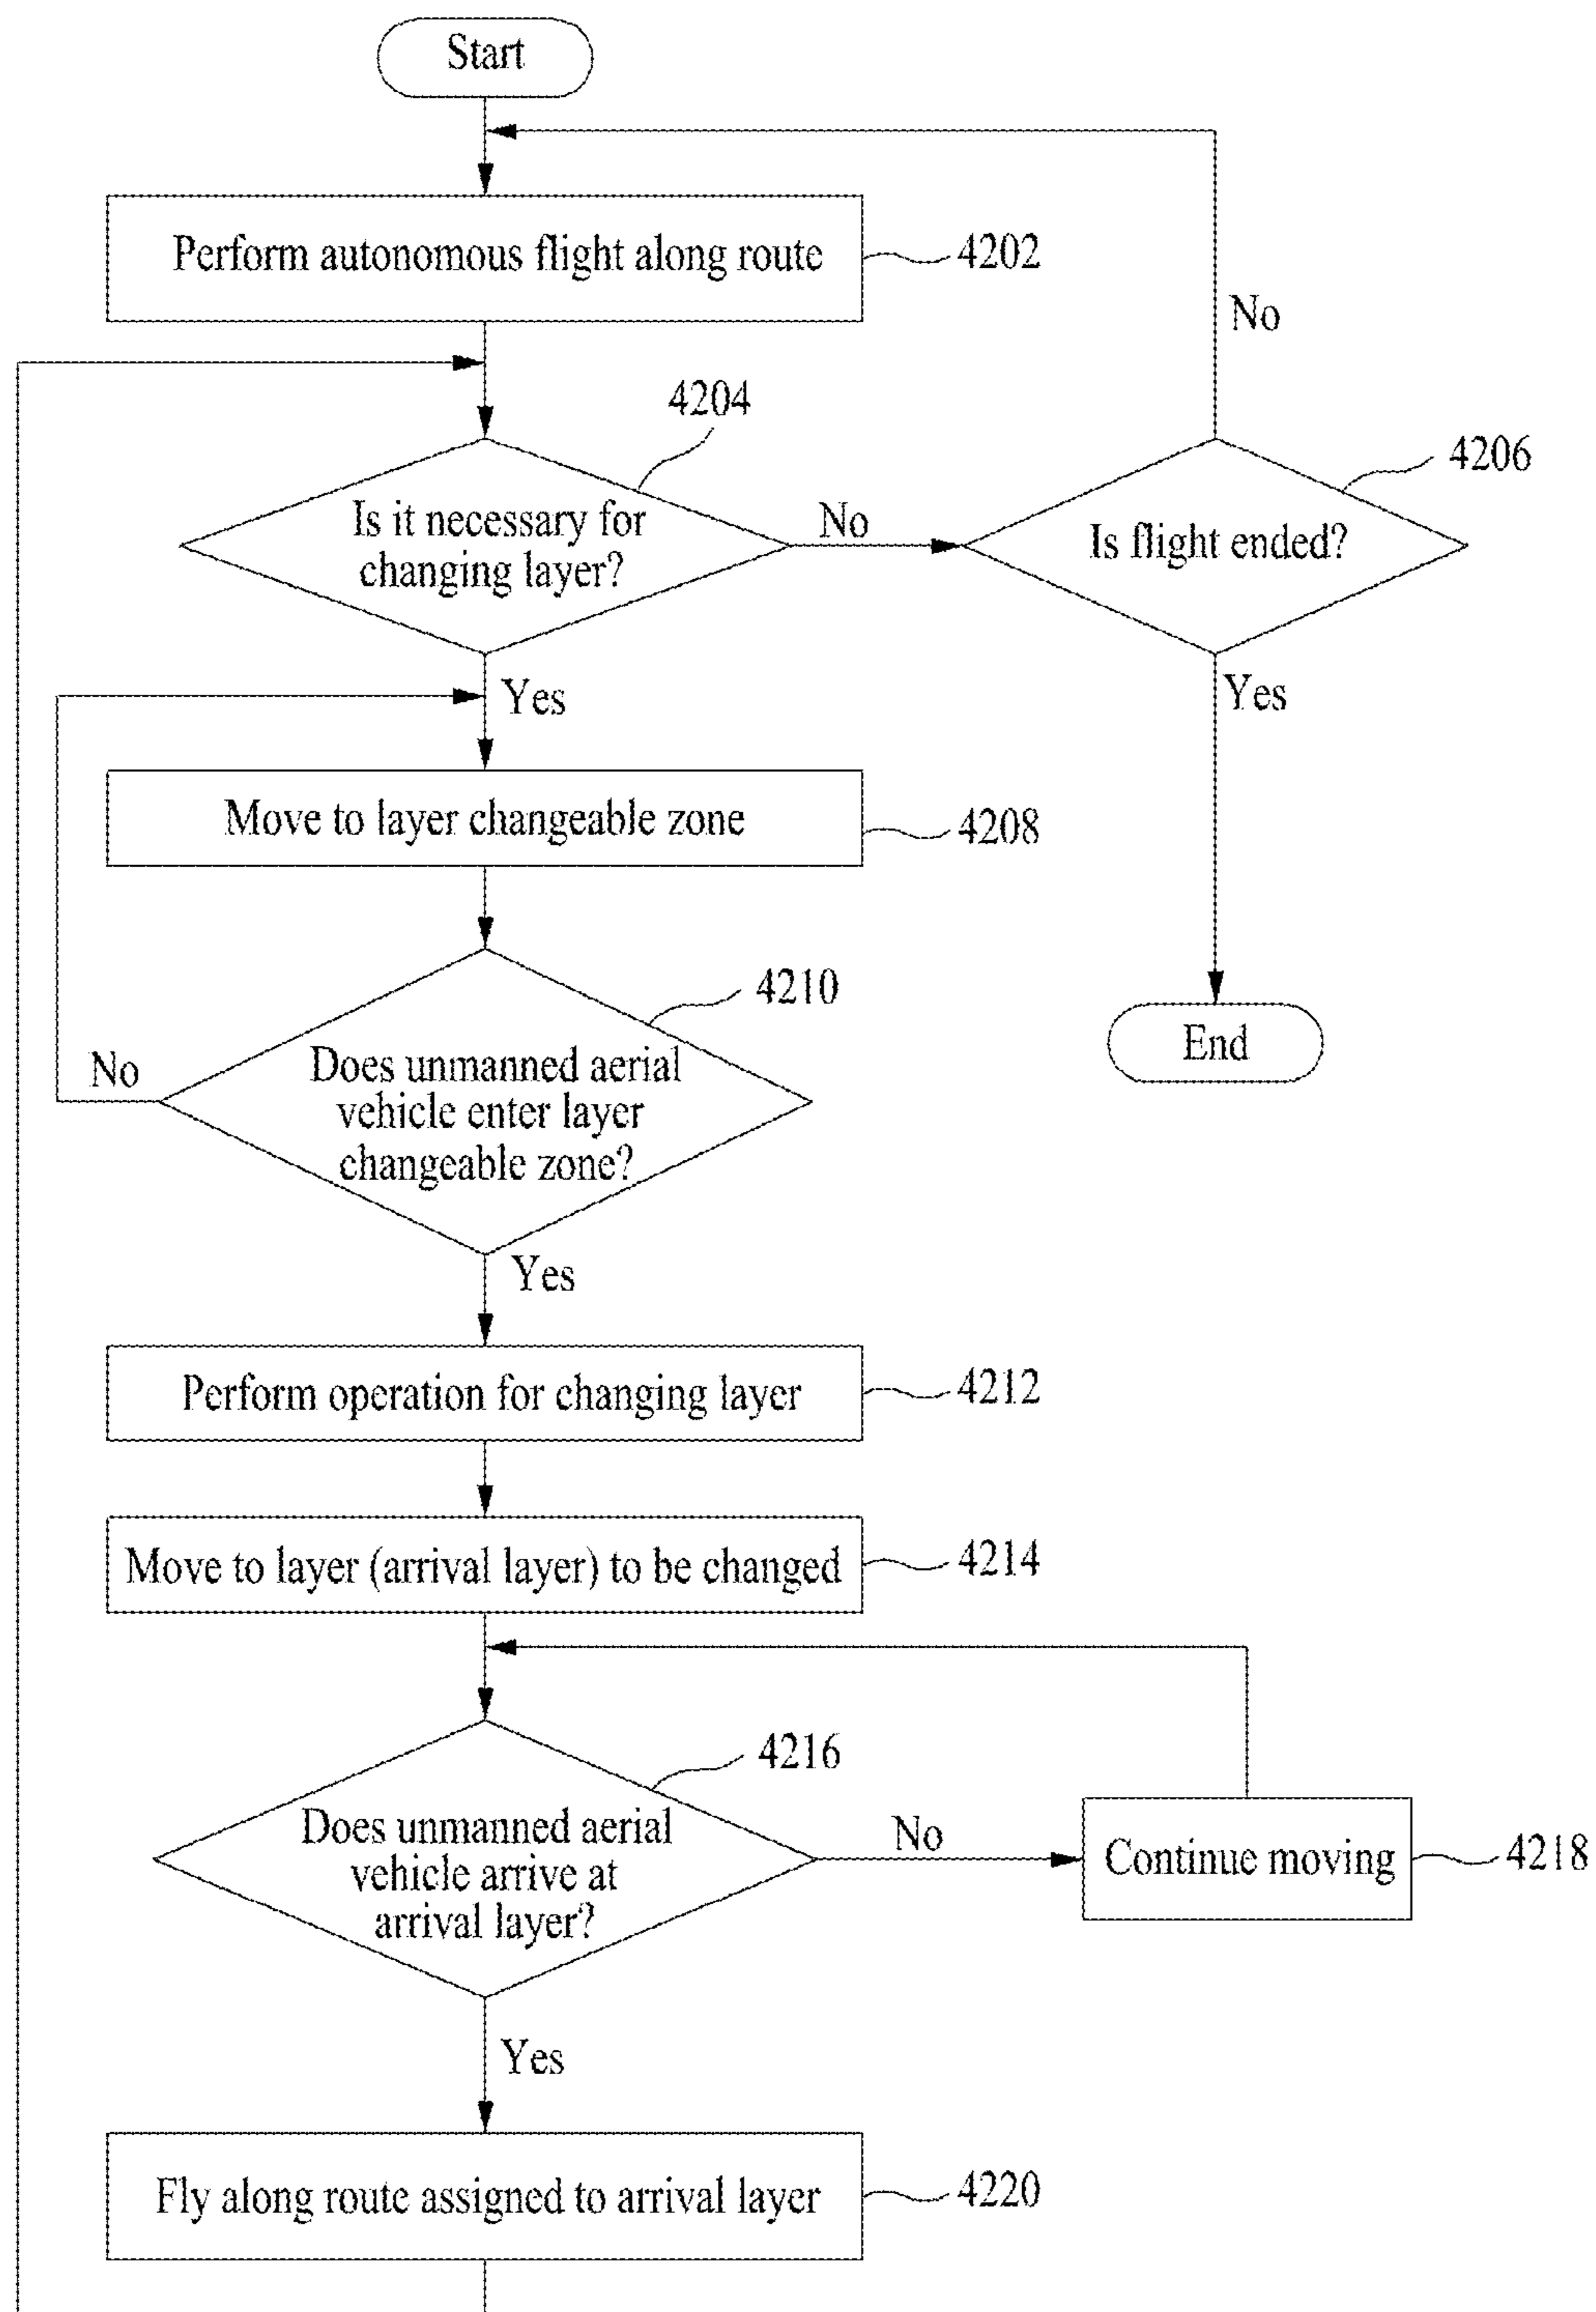 Start
Perform autonomous flight along route
4202
No
4204
4206
Is it necessary for
changing layer?
No
Is flight ended?
Yes
Yes
Move to layer changeable zone
4208
4210
No
Does unmanned aerial
vehicle enter layer
changeable zone?
End
Yes
Perform operation for changing layer
4212
Move to layer (arrival layer) to be changed
4214
4216
Does unmanned aerial
vehicle arrive at
arrival layer?
No
Continue moving
4218
Yes
Fly along route assigned to arrival layer
4220